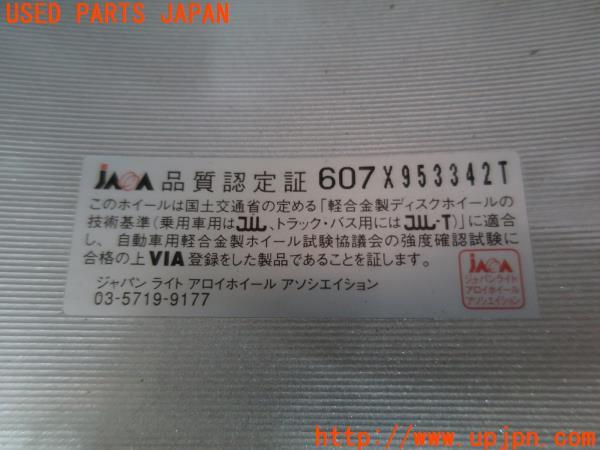 USED PARTS JAPAN
JAWA 品質認定証 607 X953342T
このホイールは国土交通省の定める「軽合金製ディスクホイールの
技術基準(乗用車用はJWL、トラック・バス用にはJWL-T)」に適合
し、自動車用軽合金製ホイール試験協議会の強度確認試験に
合格の上VIA登録をした製品であることを証します。
ジャパン ライト アロイホイール アソシエイション
03-5719-9177
JAWA
ジャパンライト
アロイホイール
アソシエイション
http://www.upjpn.com/